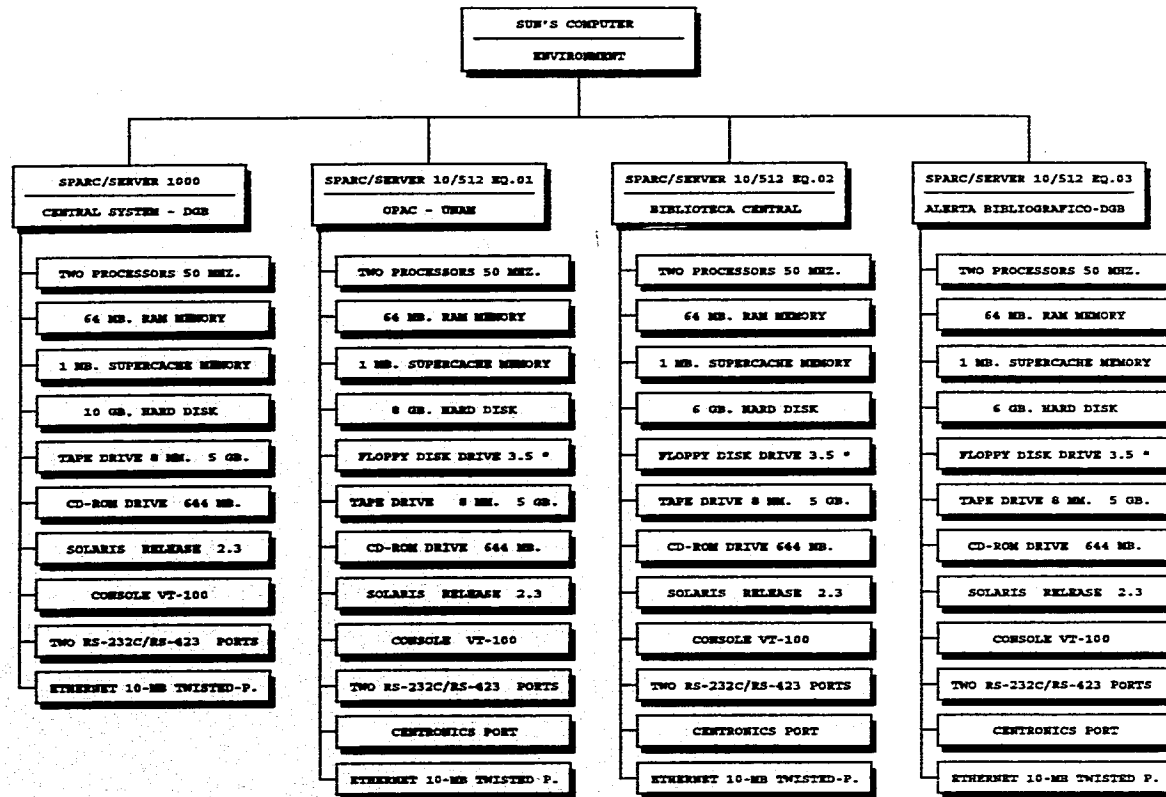 SUN'S COMPUTER
ENVIRONMENT
SPARC/SERVER 1000
CENTRAL SYSTEM - DGB
TWO PROCESSORS 50 MHZ.
64 MB. RAM MEMORY
1 MB. SUPERCACHE MEMORY
10 GB. HARD DISK
TAPE DRIVE 8 MM. 5 GB.
CD-ROM DRIVE 644 MB.
SOLARIS RELEASE 2.3
CONSOLE VT-100
TWO RS-232C/RS-423 PORTS
ETHERNET 10-MB TWISTED-P.
SPARC/SERVER 10/512 EQ.01
OPAC - UNAM
TWO PROCESSORS 50 MHZ.
64 MB. RAM MEMORY
1 MB. SUPERCACHE MEMORY
8 GB. HARD DISK
FLOPPY DISK DRIVE 3.5 "
TAPE DRIVE 8 MM. 5 GB.
CD-ROM DRIVE 644 MB.
SOLARIS RELEASE 2.3
CONSOLE VT-100
TWO RS-232C/RS-423 PORTS
CENTRONICS PORT
ETHERNET 10-MB TWISTED P.
SPARC/SERVER 10/512 EQ.02
BIBLIOTECA CENTRAL
TWO PROCESSORS 50 MHZ.
64 MB. RAM MEMORY
1 MB. SUPERCACHE MEMORY
6 GB. HARD DISK
FLOPPY DISK DRIVE 3.5 "
TAPE DRIVE 8 MM. 5 GB.
CD-ROM DRIVE 644 MB.
SOLARIS RELEASE 2.3
CONSOLE VT-100
TWO RS-232C/RS-423 PORTS
CENTRONICS PORT
ETHERNET 10-MB TWISTED-P.
SPARC/SERVER 10/512 EQ.03
ALERTA BIBLIOGRAFICO-DGB
TWO PROCESSORS 50 MHZ.
64 MB. RAM MEMORY
1 MB. SUPERCACHE MEMORY
6 GB. HARD DISK
FLOPPY DISK DRIVE 3.5 "
TAPE DRIVE 8 MM. 5 GB.
CD-ROM DRIVE 644 MB.
SOLARIS RELEASE 2.3
CONSOLE VT-100
TWO RS-232C/RS-423 PORTS
CENTRONICS PORT
ETHERNET 10-MB TWISTED P.